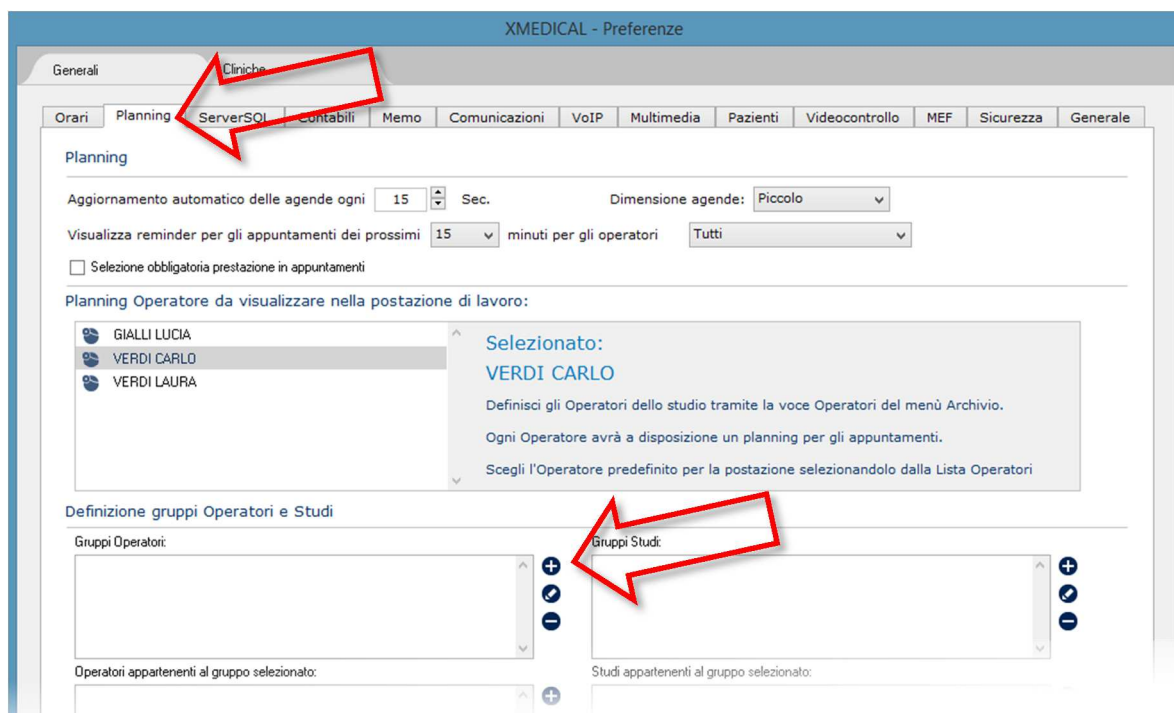 XMEDICAL - Preferenze
Generali Cliniche
Orari Planning ServerSQL Contabili Memo Comunicazioni VoIP Multimedia Pazienti Videocontrollo MEF Sicurezza Generale
Planning
Aggiornamento automatico delle agende ogni 15 Sec. Dimensione agende: Piccolo
Visualizza reminder per gli appuntamenti dei prossimi 15 minuti per gli operatori Tutti
Selezione obbligatoria prestazione in appuntamenti
Planning Operatore da visualizzare nella postazione di lavoro:
GIALLI LUCIA
VERDI CARLO
VERDI LAURA
Selezionato:
VERDI CARLO
Definisci gli Operatori dello studio tramite la voce Operatori del menù Archivio.
Ogni Operatore avrà a disposizione un planning per gli appuntamenti.
Scegli l'Operatore predefinito per la postazione selezionandolo dalla Lista Operatori
Definizione gruppi Operatori e Studi
Gruppi Operatori: Gruppi Studi:
Operatori appartenenti al gruppo selezionato: Studi appartenenti al gruppo selezionato: